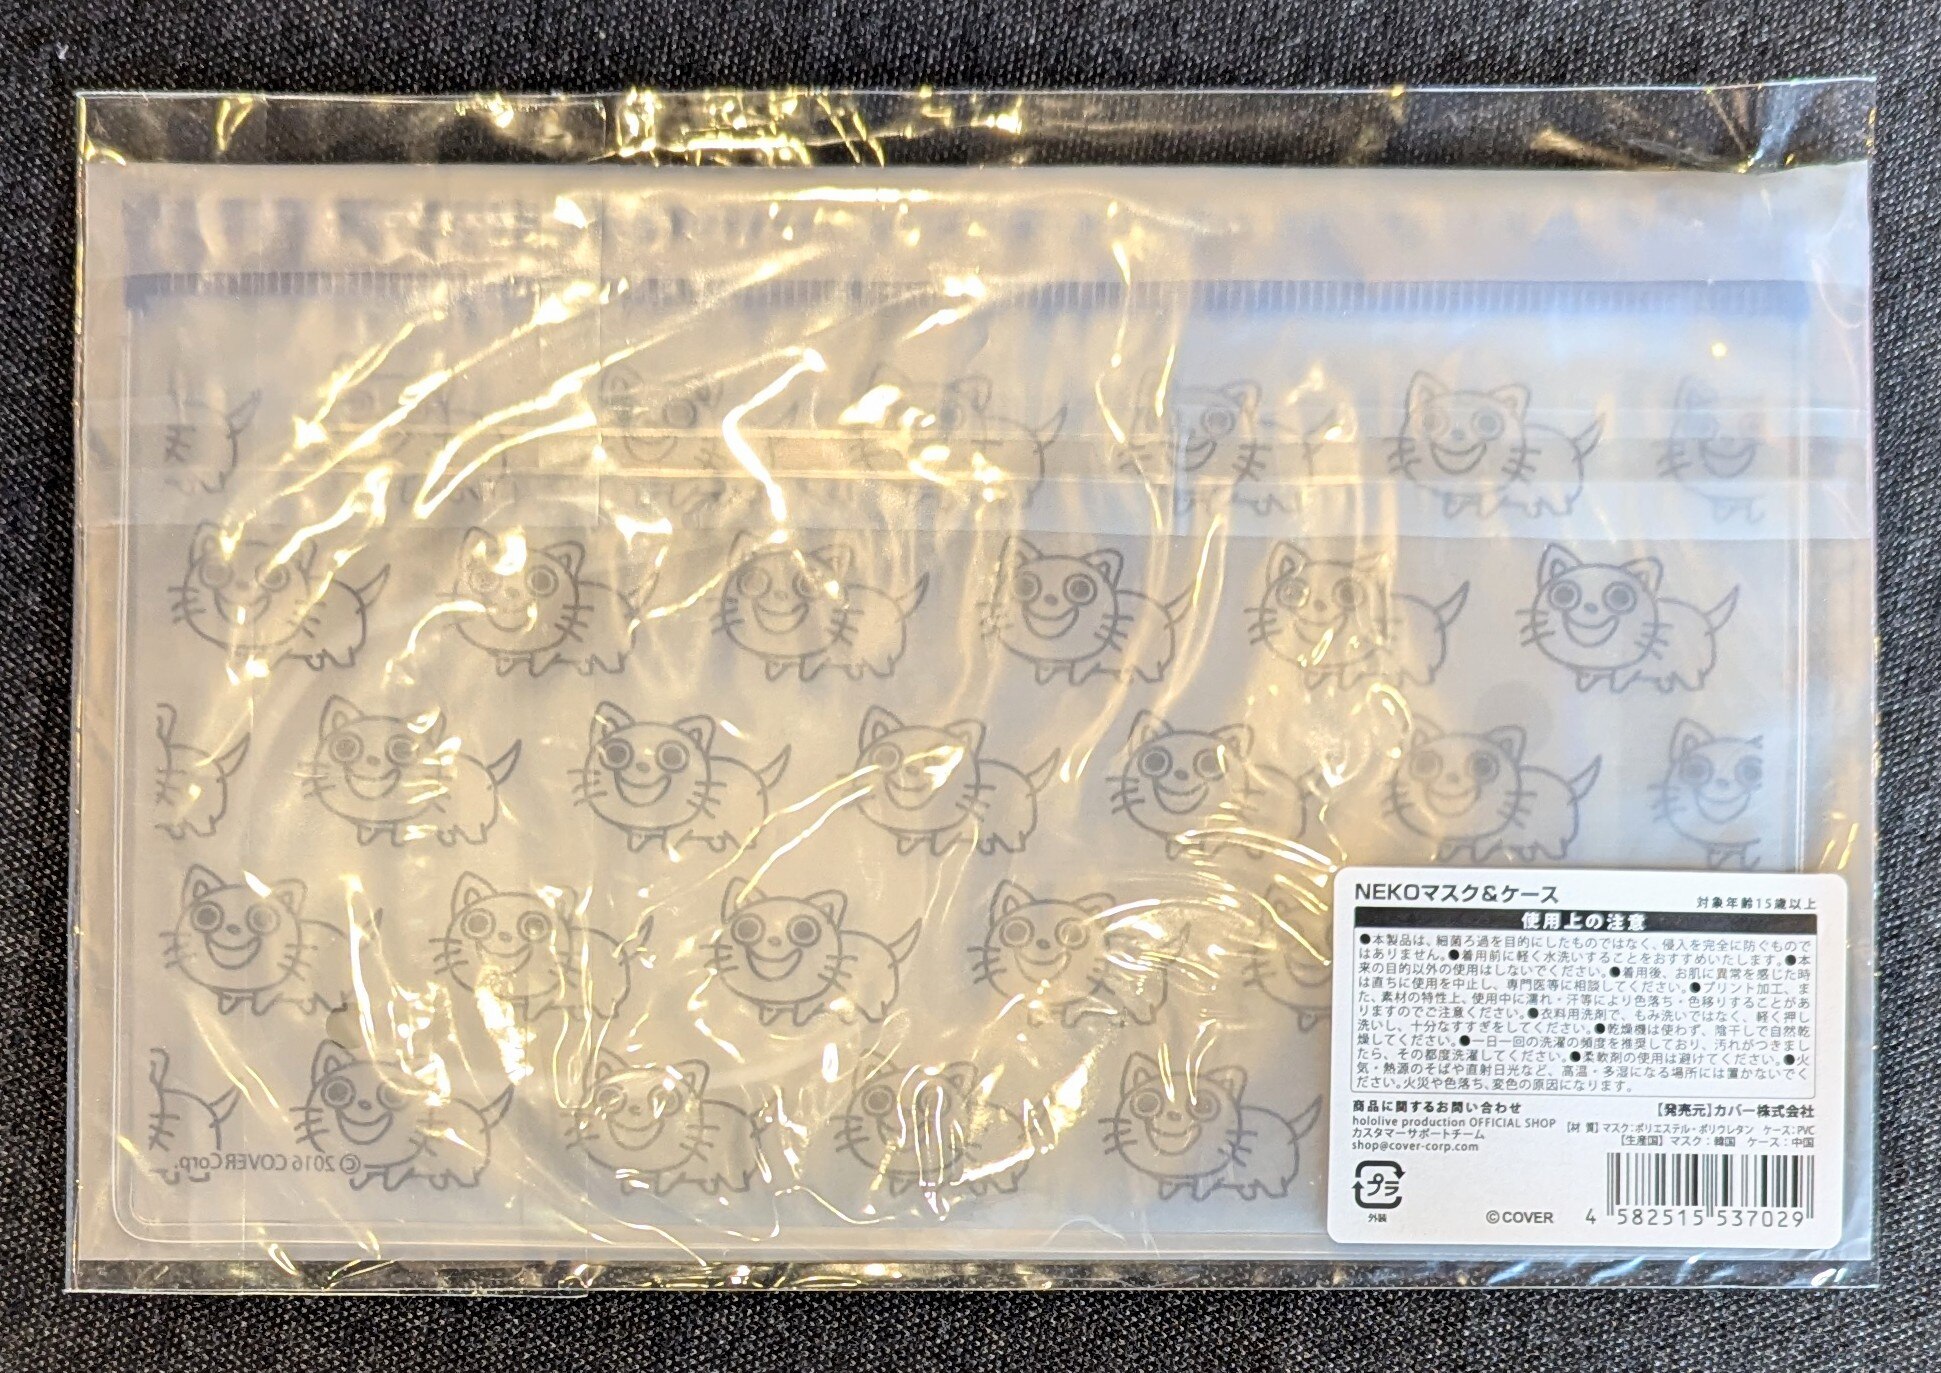 NEKOマスク&ケース
対象年齢15歳以上
使用上の注意
●本製品は、細菌ろ過を目的にしたものではなく、侵入を完全に防ぐもので
はありません。●着用前に軽く水洗いすることをおすすめいたします。●本
来の目的以外の使用はしないでください。●着用後、お肌に異常を感じた時
は直ちに使用を中止し、専門医等に相談してください。●プリント加工、ま
た、素材の特性上、使用中に濡れ・汗等により色落ち・色移りすることがあ
りますのでご注意ください。●衣料用洗剤で、もみ洗いではなく、軽く押し
洗いし、十分なすすぎをしてください。●乾燥機は使わず、陰干しで自然乾
燥してください。●一日一回の洗濯の頻度を推奨しており、汚れがつきまし
たら、その都度洗濯してください。●柔軟剤の使用は避けてください。●火
気・熱源のそばや直射日光など、高温・多湿になる場所には置かないでく
ださい。火災や色落ち、変色の原因になります。
商品に関するお問い合わせ
hololive production OFFICIAL SHOP
カスタマーサポートチーム
shop@cover-corp.com
【発売元】カバー株式会社
【材 質】マスク:ポリエステル・ポリウレタン ケース:PVC
【生産国】マスク:韓国 ケース:中国
プラ
外装
©COVER
4 582515 537029
© 2016 COVER Corp.